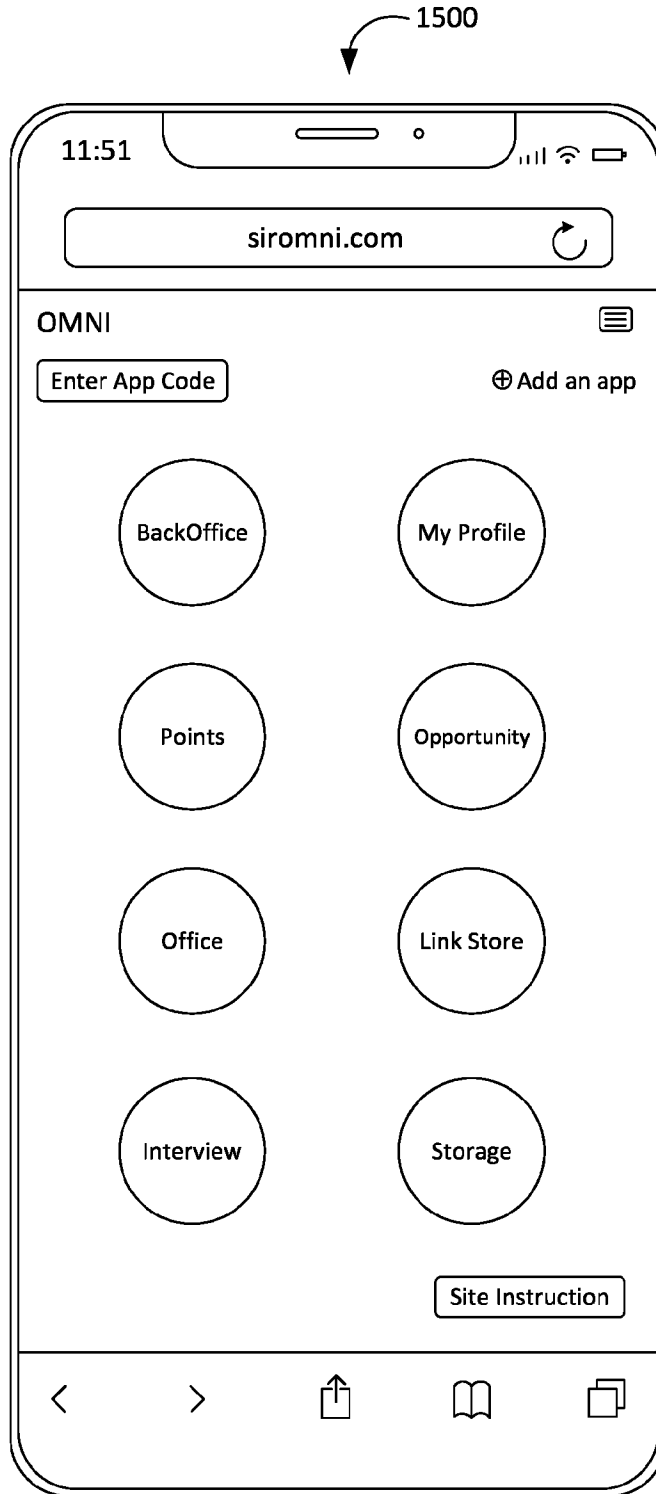 1500
11:51
siromni.com
OMNI
Enter App Code
Add an app
BackOffice
My Profile
Points
Opportunity
Office
Link Store
Interview
Storage
Site Instruction